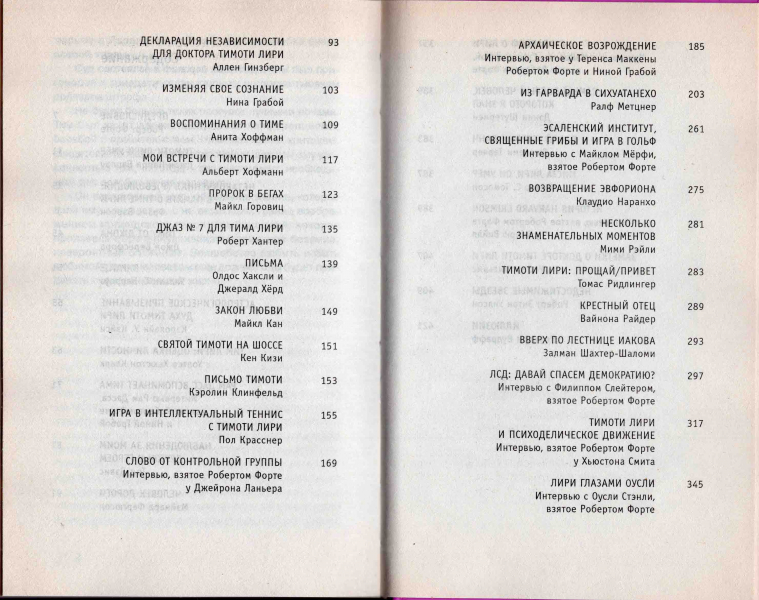 ДЕКЛАРАЦИЯ НЕЗАВИСИМОСТИ 93
ДЛЯ ДОКТОРА ТИМОТИ ЛИРИ
Аллен Гинзберг
ИЗМЕНЯЯ СВОЕ СОЗНАНИЕ 103
Нина Грабой
ВОСПОМИНАНИЯ О ТИМЕ 109
Анита Хоффман
МОИ ВСТРЕЧИ С ТИМОТИ ЛИРИ 117
Альберт Хофманн
ПРОРОК В БЕГАХ 123
Майкл Горовиц
ДЖАЗ № 7 ДЛЯ ТИМА ЛИРИ 135
Роберт Хантер
ПИСЬМА 139
Олдос Хаксли и
Джеральд Хёрд
ЗАКОН ЛЮБВИ 149
Майкл Кан
СВЯТОЙ ТИМОТИ НА ШОССЕ 151
Кен Кизи
ПИСЬМО ТИМОТИ 153
Кэролин Клинфельд
ИГРА В ИНТЕЛЛЕКТУАЛЬНЫЙ ТЕННИС 155
С ТИМОТИ ЛИРИ
Пол Красснер
СЛОВО ОТ КОНТРОЛЬНОЙ ГРУППЫ 169
Интервью, взятое Робертом Форте
у Джейрона Ланьера
АРХАИЧЕСКОЕ ВОЗРОЖДЕНИЕ 185
Интервью, взятое у Теренса Маккены
Робертом Форте и Ниной Грабой
ИЗ ГАРВАРДА В СИХУАТАНЕХО 203
Ралф Метцнер
ЭСАЛЕНСКИЙ ИНСТИТУТ, 261
СВЯЩЕННЫЕ ГРИБЫ И ИГРА В ГОЛЬФ
Интервью с Майклом Мёрфи,
взятое Робертом Форте
ВОЗВРАЩЕНИЕ ЭВФОРИОНА 275
Клаудио Наранхо
НЕСКОЛЬКО 281
ЗНАМЕНАТЕЛЬНЫХ МОМЕНТОВ
Мими Рэйли
ТИМОТИ ЛИРИ: ПРОЩАЙ/ПРИВЕТ 283
Томас Ридлингер
КРЕСТНЫЙ ОТЕЦ 289
Вайнона Райдер
ВВЕРХ ПО ЛЕСТНИЦЕ ИАКОВА 293
Залман Шахтер-Шаломи
ЛСД: ДАВАЙ СПАСЕМ ДЕМОКРАТИЮ? 297
Интервью с Филиппом Слейтером,
взятое Робертом Форте
ТИМОТИ ЛИРИ 317
И ПСИХОДЕЛИЧЕСКОЕ ДВИЖЕНИЕ
Интервью, взятое Робертом Форте
у Хьюстона Смита
ЛИРИ ГЛАЗАМИ ОУСЛИ 345
Интервью с Оусли Стэнли,
взятое Робертом Форте